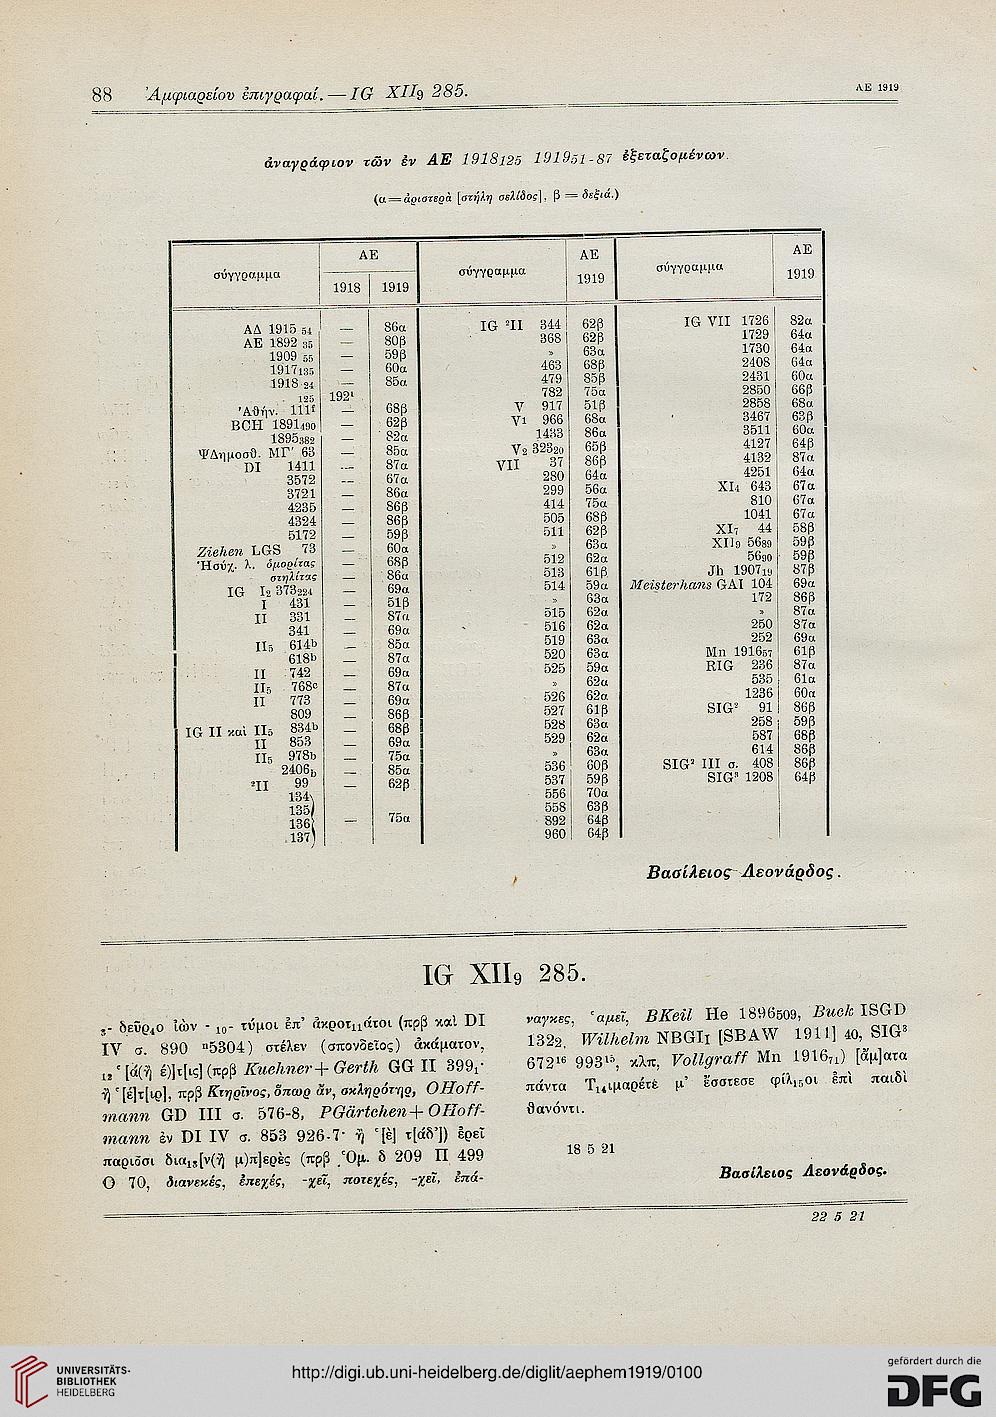 88 Ἀμφιαρείου ἐπιγραφαί. — IG XII9 285.
ΑΕ 1919
ἀναγράφιον τῶν ἐν ΑΕ 1918125 191951-87 ἐξεταζομένων.
(α = ἀριστερὰ [στήλη σελίδος], β = δεξιά.)
σύγγραμμα ΑΕ 1918 1919
ΑΔ 1915 54 — 86α
ΑΕ 1892 35 — 80β
1909 55 — 59β
1917135 — 60α
1918 24 — 85α
125 192¹
Ἀθήν. III¹ — 68β
BCH 1891490 — 62β
1895382 — 82α
ΨΔημοσθ. ΜΓ´ 63 — 85α
DI 1411 — 87α
3572 — 67α
3721 — 86α
4235 — 86β
4324 — 86β
5172 — 59β
Ziehen LGS 73 — 60α
Ἡσύχ. λ. ὁμορίτας — 68β
στηλίτας — 86α
IG I2 373224 — 69α
I 431 — 51β
II 331 — 87α
341 — 69α
II5 614b — 85α
618b — 87α
II 742 — 69α
II5 768c — 87α
II 773 — 69α
809 — 86β
IG II καὶ II5 834b — 68β
II 853 — 69α
II5 978b — 75α
2406b — 85α
²II 99 — 62β
134
135
136 — 75α
137
σύγγραμμα ΑΕ 1919
IG ²II 344 62β
368 62β
» 63α
463 68β
479 85β
782 75α
V 917 51β
V1 966 68α
1433 86α
V2 32320 65β
VII 37 86β
280 64α
299 56α
414 75α
505 68β
511 62β
» 63α
512 62α
513 61β
514 59α
» 63α
515 62α
516 62α
519 63α
520 63α
525 59α
» 62α
526 62α
527 61β
528 63α
529 62α
» 63α
536 60β
537 59β
556 70α
558 63β
892 64β
960 64β
σύγγραμμα ΑΕ 1919
IG VII 1726 82α
1729 64α
1730 64α
2408 64α
2431 60α
2850 66β
2858 68α
3467 63β
3511 60α
4127 64β
4132 87α
4251 64α
XI4 643 67α
810 67α
1041 67α
XI7 44 58β
XII9 5689 59β
5690 59β
Jh 190719 87β
Meisterhans GAI 104 69α
172 86β
» 87α
250 87α
252 69α
Mn 191657 61β
RIG 236 87α
535 61α
1236 60α
SIG² 91 86β
258 59β
587 68β
614 86β
SIG² III σ. 408 86β
SIG³ 1208 64β
Βασίλειος Λεονάρδος.
IG XII9 285.
3- δεῦρ4ο ἰὼν - 10- τύμοι ἐπ' ἀκροτ11άτοι (πρβ καὶ DI
IV σ. 890 n5304) στέλεν (σπονδεῖος) ἀκάματον,
12 ʽ [ἀ(ἢ ἐ)]τ[ις] (πρβ Kuehner + Gerth GG II 399₁·
ἢ ʽ [ἐ]τ[ιρ], πρβ Κτηρῖνος, ὅπωρ ἄν, σκληρότηρ, OHoff-
mann GD III σ. 576-8, PGärtchen + OHoff-
mann ἐν DI IV σ. 853 926-7· ἢ ʽ[ἐ] τ[άδ']) ἐρεῖ
παριõσι δια13[ν(ἢ μ)π]ερὲς (πρβ Ὁμ. δ 209 Π 499
Ο 70, διανεκές, ἐπεχές, -χεῖ, ποτεχές, -χεῖ, ἐπά-
ναγκες, ʽαμεῖ, BKeil He 1896509, Buck ISGD
1322, Wilhelm NBGI1 [SBAW 1911] 40, SIG³
672¹⁶ 993¹⁵, κλπ, Vollgraff Mn 191671) [ἄμ]ατα
πάντα Τ14ιμαρέτε̄ μ' ἔσστεσε φίλ15οι ἐπὶ παιδὶ
θανόντι.
18 5 21
Βασίλειος Λεονάρδος.
22 5 21
UNIVERSITÄTS-
BIBLIOTHEK
HEIDELBERG
http://digi.ub.uni-heidelberg.de/diglit/aephem1919/0100
gefördert durch die
DFG